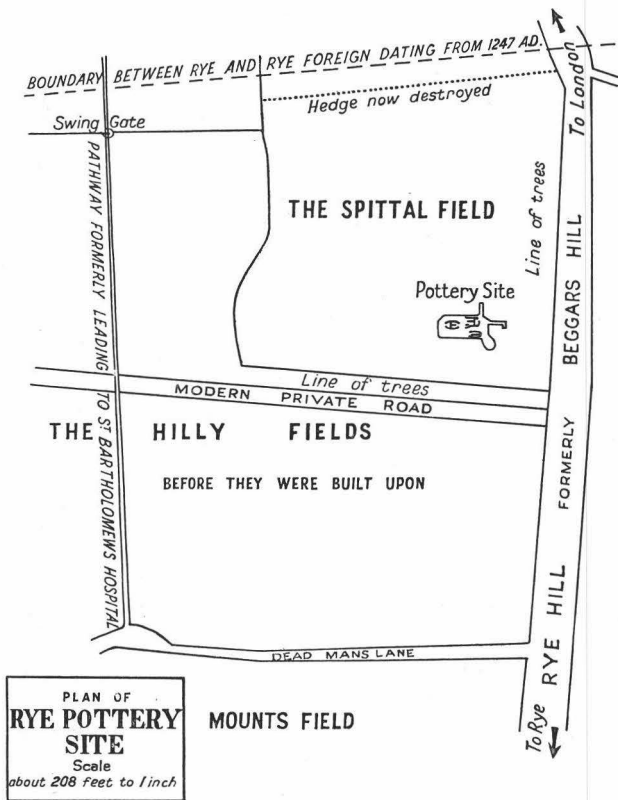 BOUNDARY BETWEEN RYE AND RYE FOREIGN DATING FROM 1247 A.D.
To London
Hedge now destroyed
Swing Gate
PATHWAY FORMERLY LEADING TO ST. BARTHOLOMEWS HOSPITAL
THE SPITTAL FIELD
Line of trees
Pottery Site
RYE HILL FORMERLY BEGGARS HILL
Line of trees
MODERN PRIVATE ROAD
THE HILLY FIELDS
BEFORE THEY WERE BUILT UPON
DEAD MANS LANE
To Rye
PLAN OF
RYE POTTERY
SITE
Scale
about 208 feet to 1 inch
MOUNTS FIELD